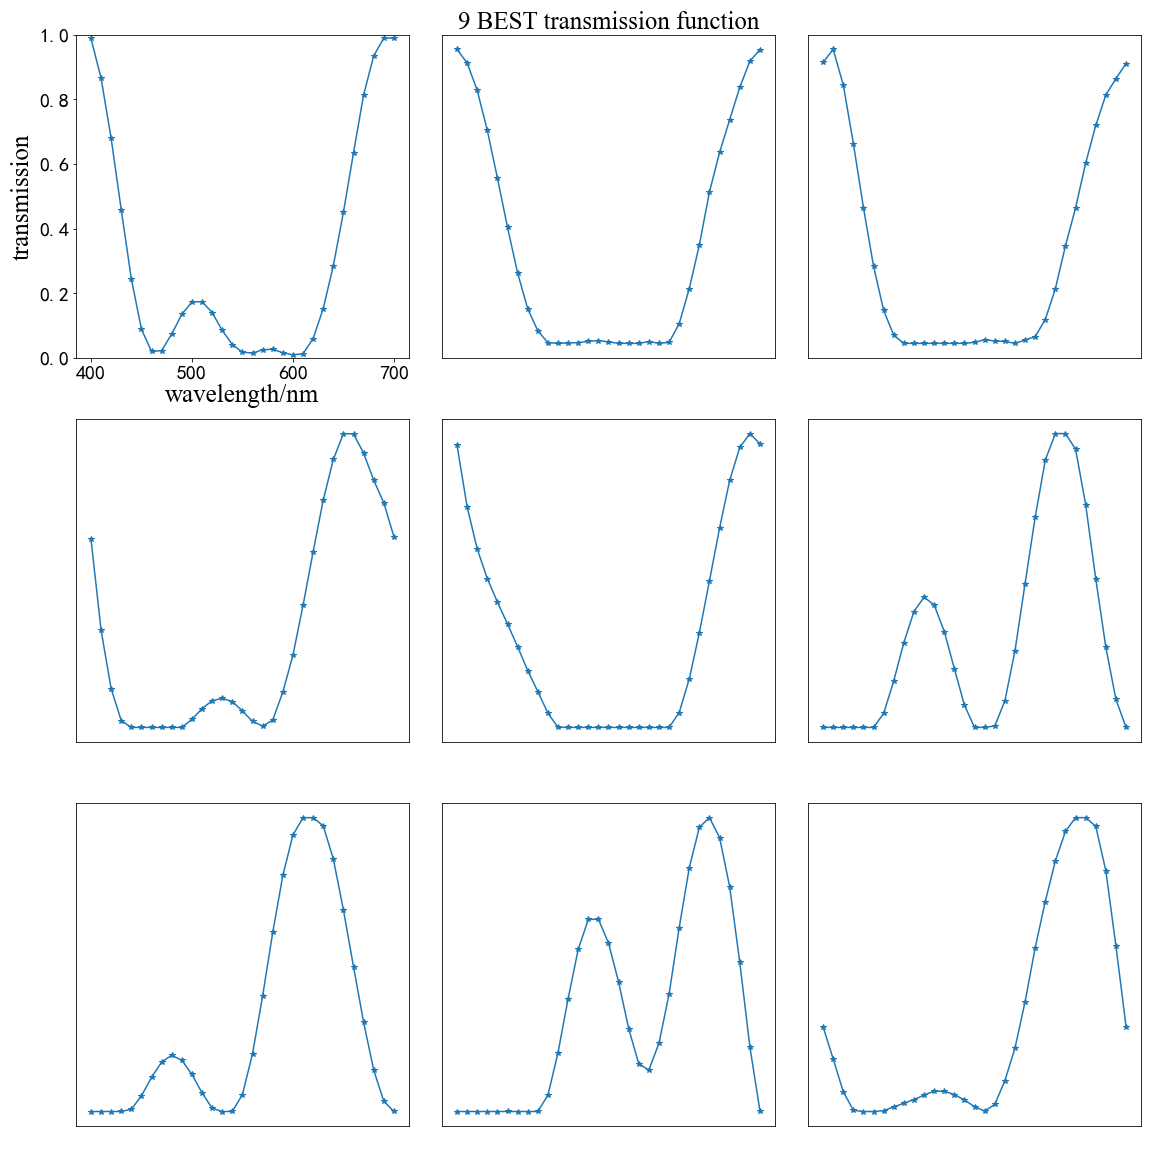 9 BEST transmission function
1. 0
0. 8
0. 6
0. 4
0. 2
0. 0
transmission
400 500 600 700
wavelength/nm